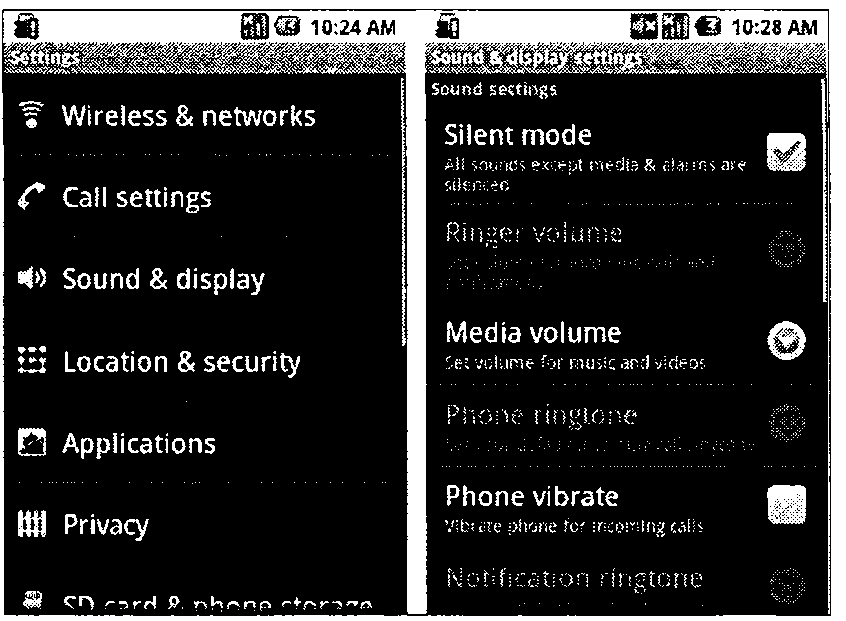 10:24 AM
Settings
Wireless & networks
Call settings
Sound & display
Location & security
Applications
Privacy
SD card & phone storage
10:28 AM
Sound & display settings
Sound settings
Silent mode
All sounds except media & alarms are
silenced
Ringer volume
Media volume
Set volume for music and videos
Phone ringtone
Phone vibrate
Vibrate phone for incoming calls
Notification ringtone